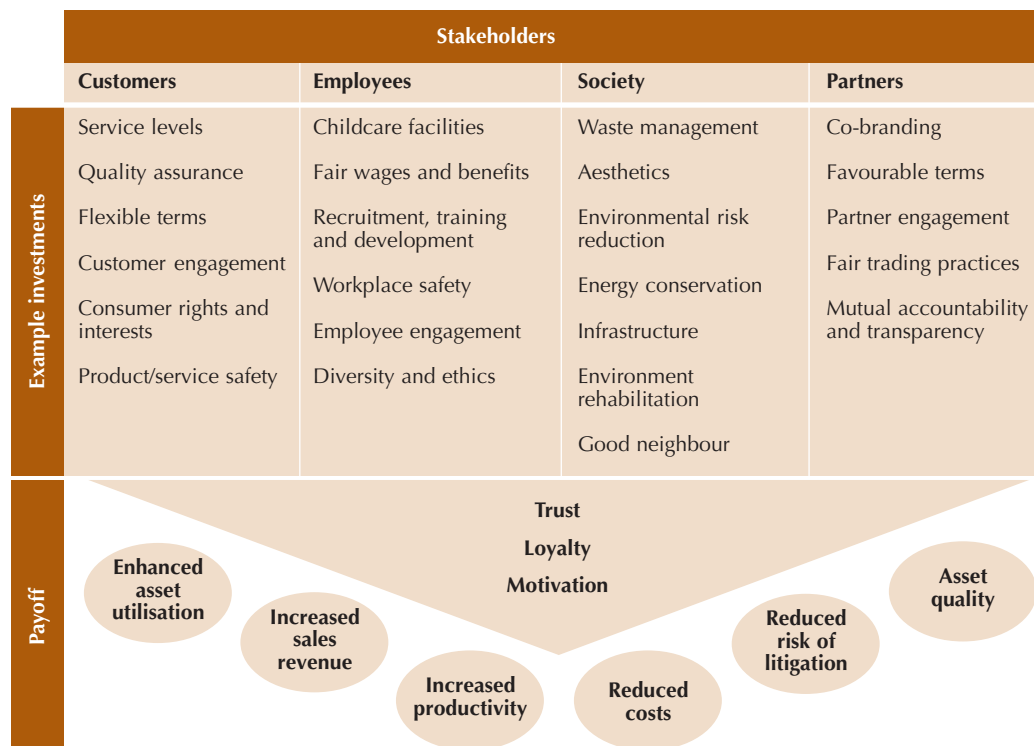 Stakeholders
Customers
Employees
Society
Partners
Example investments
Service levels
Quality assurance
Flexible terms
Customer engagement
Consumer rights and
interests
Product/service safety
Childcare facilities
Fair wages and benefits
Recruitment, training
and development
Workplace safety
Employee engagement
Diversity and ethics
Waste management
Aesthetics
Environmental risk
reduction
Energy conservation
Infrastructure
Environment
rehabilitation
Good neighbour
Co-branding
Favourable terms
Partner engagement
Fair trading practices
Mutual accountability
and transparency
Payoff
Trust
Loyalty
Motivation
Enhanced
asset
utilisation
Increased
sales
revenue
Increased
productivity
Reduced
costs
Reduced
risk of
litigation
Asset
quality